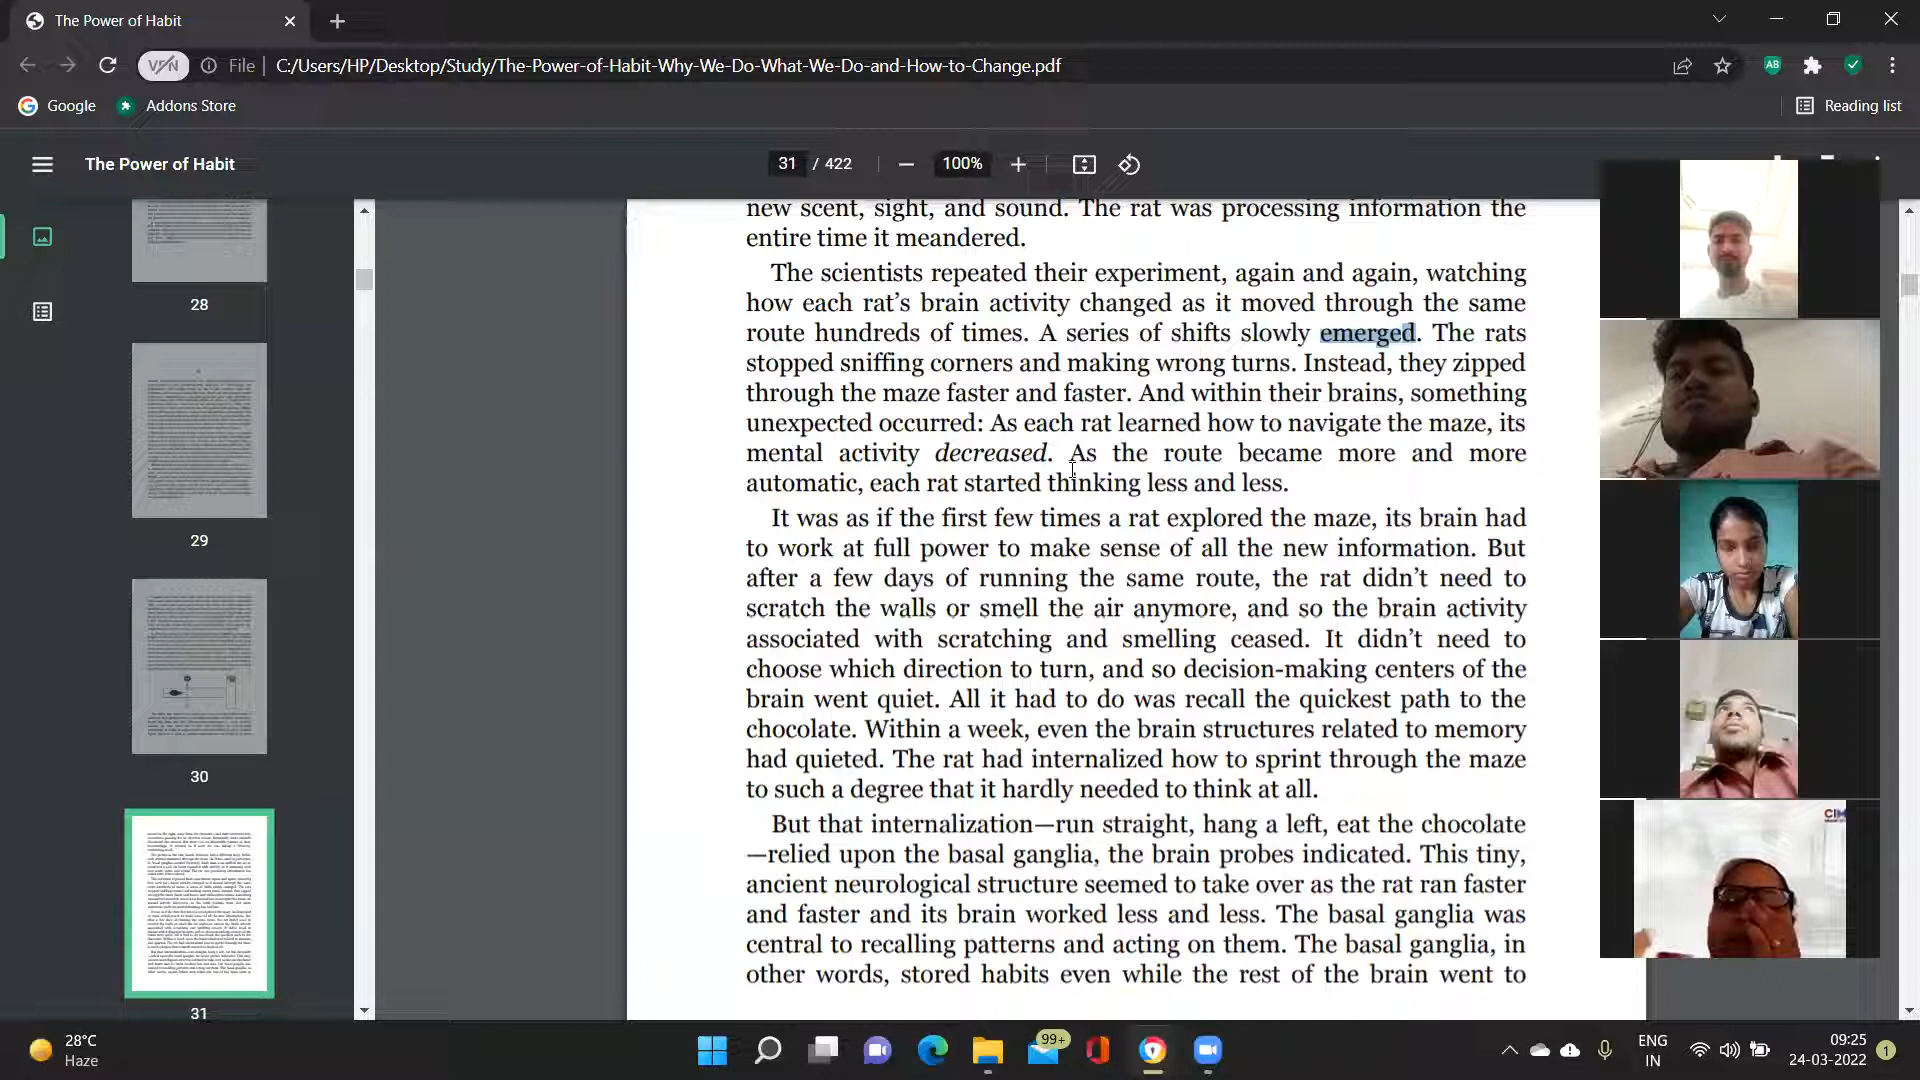 The Power of Habit
File
C:/Users/HP/Desktop/Study/The-Power-of-Habit-Why-We-Do-What-We-Do-and-How-to-Change.pdf
VPN
AB
Google
Addons Store
Reading list
The Power of Habit
31 / 422
100%
28
29
30
31
new scent, sight, and sound. The rat was processing information the
entire time it meandered.
The scientists repeated their experiment, again and again, watching
how each rat’s brain activity changed as it moved through the same
route hundreds of times. A series of shifts slowly emerged. The rats
stopped sniffing corners and making wrong turns. Instead, they zipped
through the maze faster and faster. And within their brains, something
unexpected occurred: As each rat learned how to navigate the maze, its
mental activity decreased. As the route became more and more
automatic, each rat started thinking less and less.
It was as if the first few times a rat explored the maze, its brain had
to work at full power to make sense of all the new information. But
after a few days of running the same route, the rat didn’t need to
scratch the walls or smell the air anymore, and so the brain activity
associated with scratching and smelling ceased. It didn’t need to
choose which direction to turn, and so decision-making centers of the
brain went quiet. All it had to do was recall the quickest path to the
chocolate. Within a week, even the brain structures related to memory
had quieted. The rat had internalized how to sprint through the maze
to such a degree that it hardly needed to think at all.
But that internalization—run straight, hang a left, eat the chocolate
—relied upon the basal ganglia, the brain probes indicated. This tiny,
ancient neurological structure seemed to take over as the rat ran faster
and faster and its brain worked less and less. The basal ganglia was
central to recalling patterns and acting on them. The basal ganglia, in
other words, stored habits even while the rest of the brain went to
28°C
Haze
99+
ENG
IN
09:25
24-03-2022
1